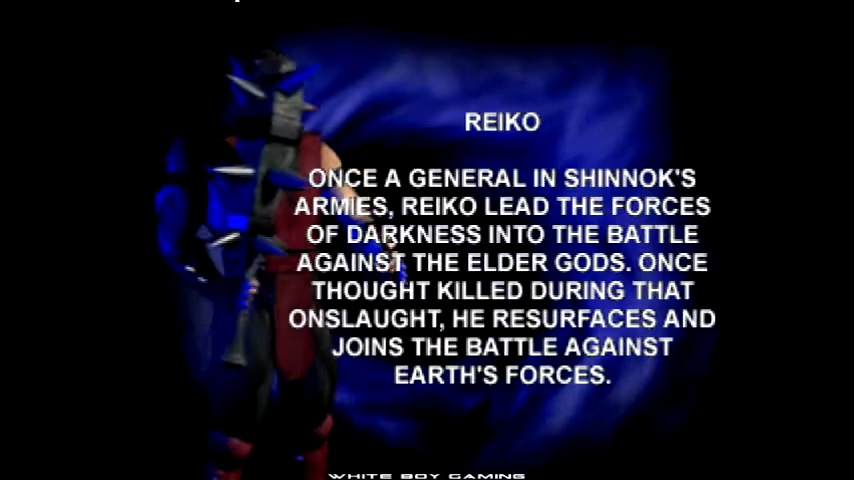 REIKO
ONCE A GENERAL IN SHINNOK'S
ARMIES, REIKO LEAD THE FORCES
OF DARKNESS INTO THE BATTLE
AGAINST THE ELDER GODS. ONCE
THOUGHT KILLED DURING THAT
ONSLAUGHT, HE RESURFACES AND
JOINS THE BATTLE AGAINST
EARTH'S FORCES.
WHITE BOY GAMING